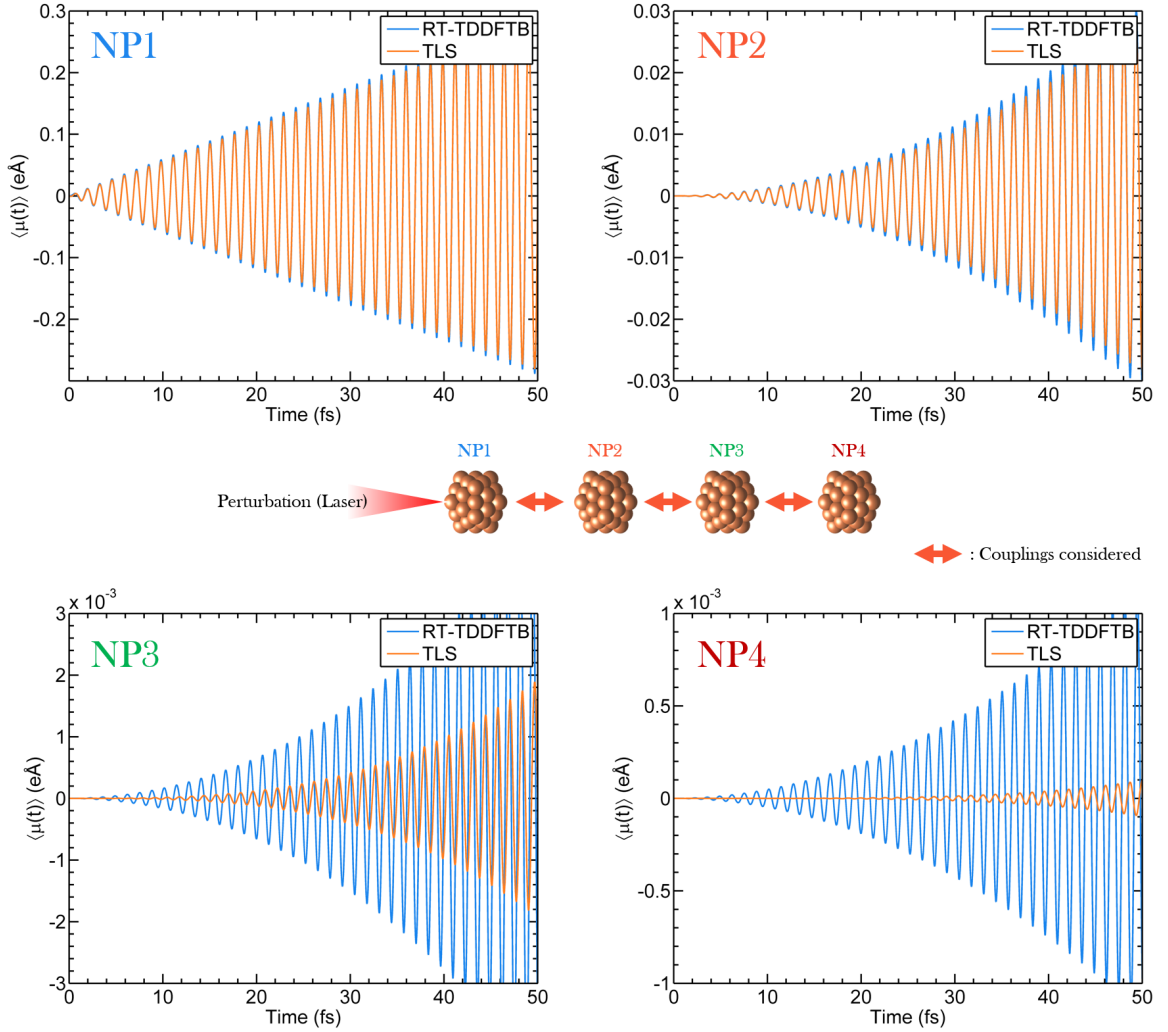 NP1
RT-TDDFTB
TLS
0.3
0.2
0.1
0
-0.1
-0.2
⟨μ(t)⟩ (eÅ)
0 10 20 30 40 50
Time (fs)
NP2
RT-TDDFTB
TLS
0.03
0.02
0.01
0
-0.01
-0.02
-0.03
⟨μ(t)⟩ (eÅ)
0 10 20 30 40 50
Time (fs)
NP1 NP2 NP3 NP4
Perturbation (Laser)
: Couplings considered
x 10⁻³
NP3
RT-TDDFTB
TLS
3
2
1
0
-1
-2
-3
⟨μ(t)⟩ (eÅ)
0 10 20 30 40 50
Time (fs)
x 10⁻³
NP4
RT-TDDFTB
TLS
1
0.5
0
-0.5
-1
⟨μ(t)⟩ (eÅ)
0 10 20 30 40 50
Time (fs)